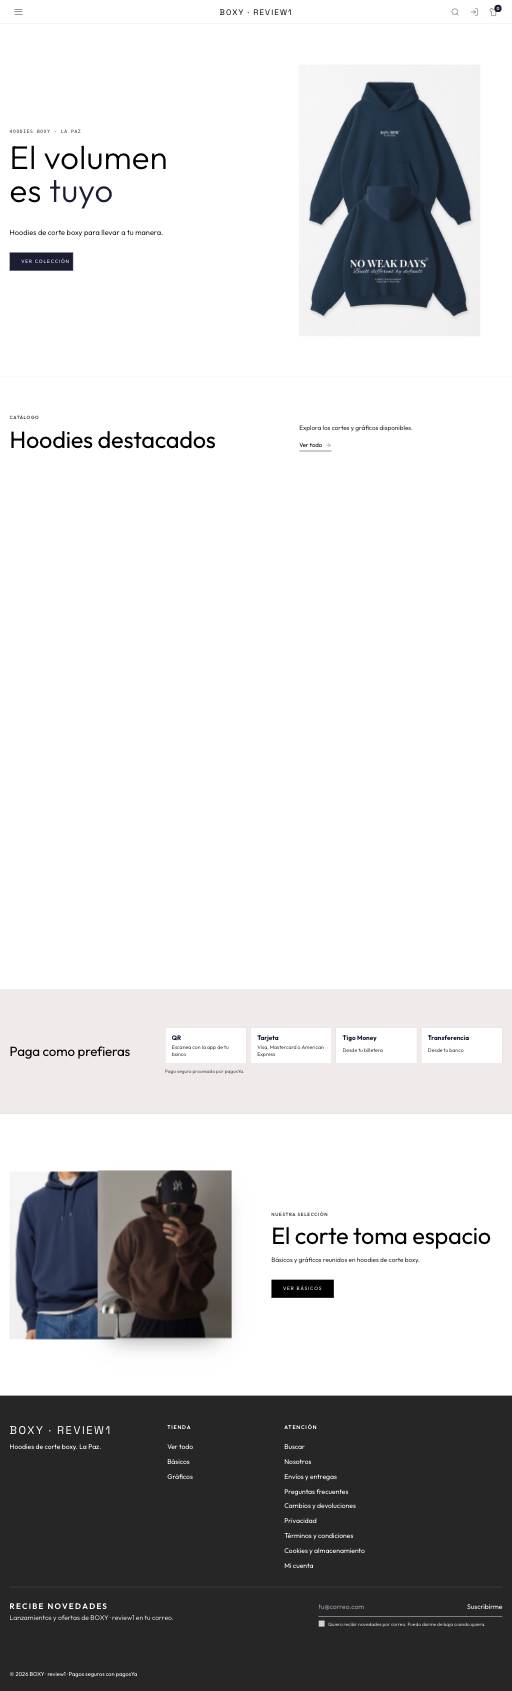 BOXY · REVIEW1
0
HOODIES BOXY · LA PAZ
El volumen
es tuyo
Hoodies de corte boxy para llevar a tu manera.
VER COLECCIÓN
NO WEAK DAYS
Built different by default
CATÁLOGO
Hoodies destacados
Explora los cortes y gráficos disponibles.
Ver todo →
Paga como prefieras
QR
Escanea con la app de tu
banco
Tarjeta
Visa, Mastercard o American
Express
Tigo Money
Desde tu billetera
Transferencia
Desde tu banco
Pago seguro procesado por pagosYa.
NUESTRA SELECCIÓN
El corte toma espacio
Básicos y gráficos reunidos en hoodies de corte boxy.
VER BÁSICOS
BOXY · REVIEW1
Hoodies de corte boxy. La Paz.
TIENDA
Ver todo
Básicos
Gráficos
ATENCIÓN
Buscar
Nosotros
Envíos y entregas
Preguntas frecuentes
Cambios y devoluciones
Privacidad
Términos y condiciones
Cookies y almacenamiento
Mi cuenta
RECIBE NOVEDADES
Lanzamientos y ofertas de BOXY · review1 en tu correo.
tu@correo.com
Suscribirme
Quiero recibir novedades por correo. Puedo darme de baja cuando quiera.
© 2026 BOXY · review1 · Pagos seguros con pagosYa